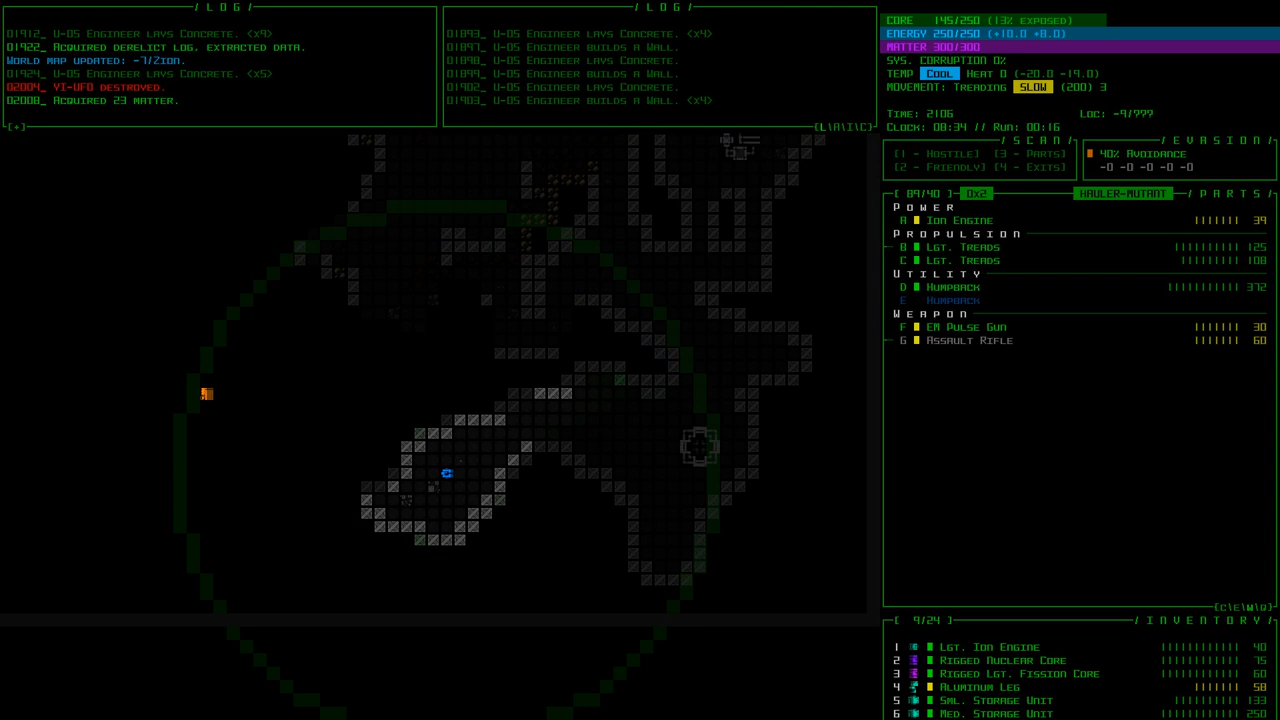 / L O G /
01912_ U-05 Engineer lays Concrete. <x9>
01922_ Acquired derelict log, extracted data.
World map updated: -7/Zion.
01924_ U-05 Engineer lays Concrete. <x5>
02004_ YI-UFO destroyed.
02008_ Acquired 23 matter.
[+]
/ L O G /
01893_ U-05 Engineer lays Concrete. <x4>
01897_ U-05 Engineer builds a Wall.
01898_ U-05 Engineer builds a Wall.
01899_ U-05 Engineer builds a Wall.
01902_ U-05 Engineer builds a Wall.
01903_ U-05 Engineer builds a Wall. <x4>
[L\A\I\C]
CORE 145/250 (13% exposed)
ENERGY 250/250 (+10.0 +8.0)
MATTER 300/300
SYS. CORRUPTION 0%
TEMP Cool Heat 0 (-20.0 -19.0)
MOVEMENT: Treading SLOW (200) 3
Time: 2106 Loc: -9/???
Clock: 08:34 // Run: 00:16
/ S C A N /
[1 - Hostile] [3 - Parts]
[2 - Friendly] [4 - Exits]
/ E V A S I O N
40% Avoidance
-0 -0 -0 -0 -0
[ 89/40 ] 0x2 HAULER-MUTANT / P A R T S /
P o w e r
A Ion Engine 39
P r o p u l s i o n
B Lgt. Treads 125
C Lgt. Treads 108
U t i l i t y
D Humpback 372
E Humpback
W e a p o n
F EM Pulse Gun 30
G Assault Rifle 60
[C\E\W\Q]
[ 9/24 ] / I N V E N T O R Y /
1 Lgt. Ion Engine 40
2 Rigged Nuclear Core 75
3 Rigged Lgt. Fission Core 60
4 Aluminum Leg 58
5 Sml. Storage Unit 133
6 Med. Storage Unit 250